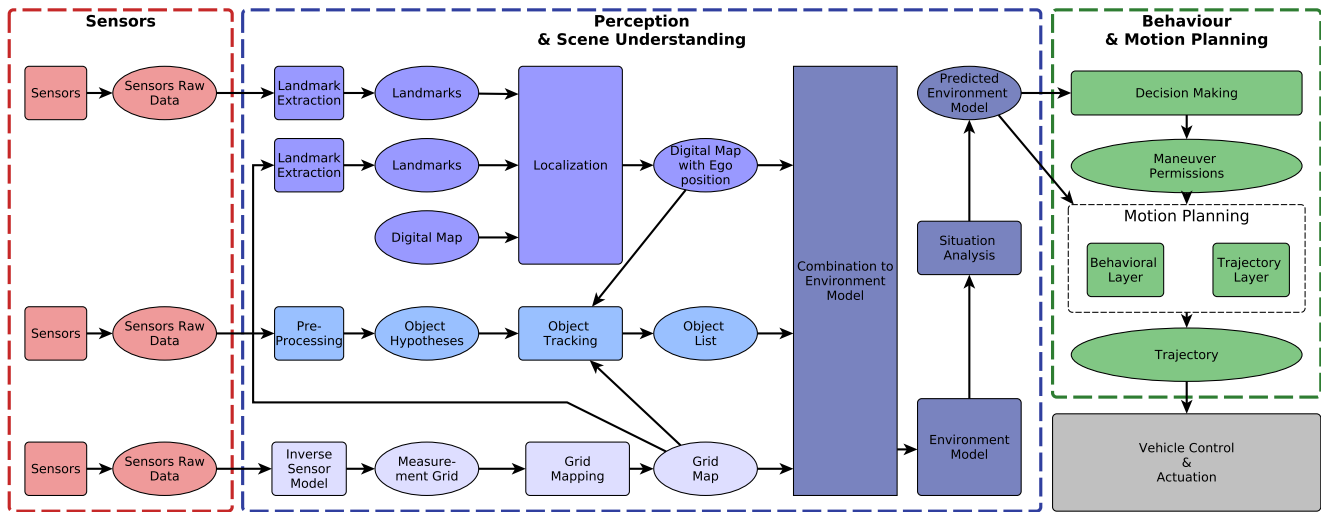 Sensors
Perception
& Scene Understanding
Behaviour
& Motion Planning
Sensors
Sensors Raw
Data
Landmark
Extraction
Landmarks
Landmark
Extraction
Landmarks
Digital Map
Localization
Digital Map
with Ego
position
Sensors
Sensors Raw
Data
Pre-
Processing
Object
Hypotheses
Object
Tracking
Object
List
Sensors
Sensors Raw
Data
Inverse
Sensor
Model
Measure-
ment Grid
Grid
Mapping
Grid
Map
Combination to
Environment
Model
Predicted
Environment
Model
Situation
Analysis
Environment
Model
Decision Making
Maneuver
Permissions
Motion Planning
Behavioral
Layer
Trajectory
Layer
Trajectory
Vehicle Control
&
Actuation